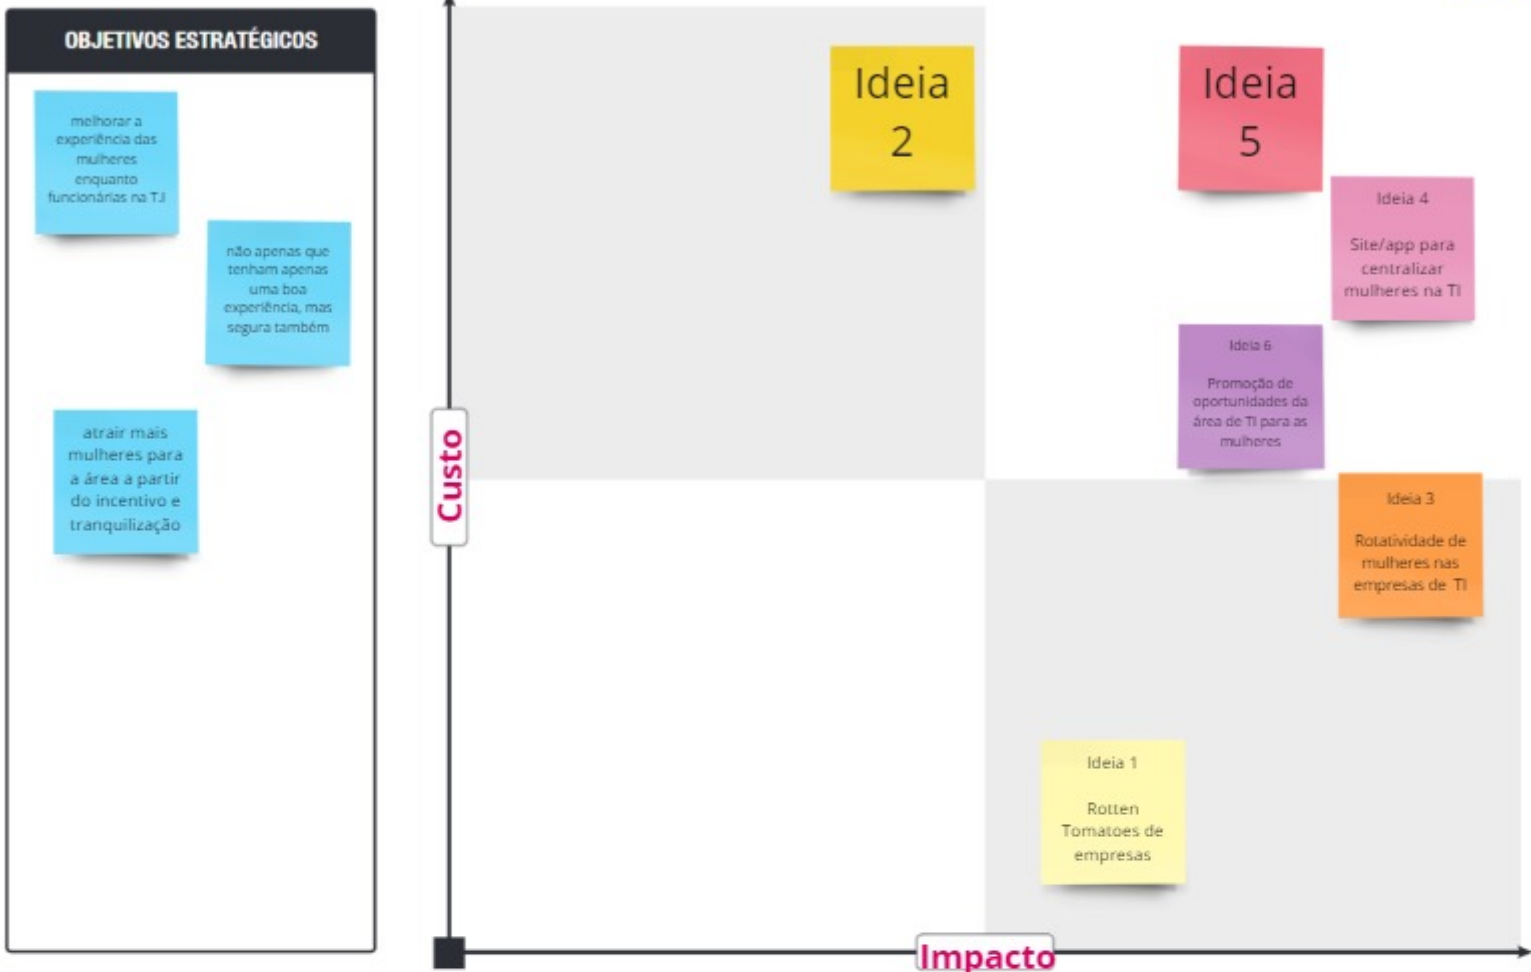 OBJETIVOS ESTRATÉGICOS
melhorar a
experiência das
mulheres
enquanto
funcionárias na T.I
não apenas que
tenham apenas
uma boa
experiência, mas
segura também
atrair mais
mulheres para
a área a partir
do incentivo e
tranquilização
Custo
Ideia
2
Ideia
5
Ideia 4
Site/app para
centralizar
mulheres na TI
Ideia 6
Promoção de
oportunidades da
área de TI para as
mulheres
Ideia 3
Rotatividade de
mulheres nas
empresas de TI
Ideia 1
Rotten
Tomatoes de
empresas
Impacto